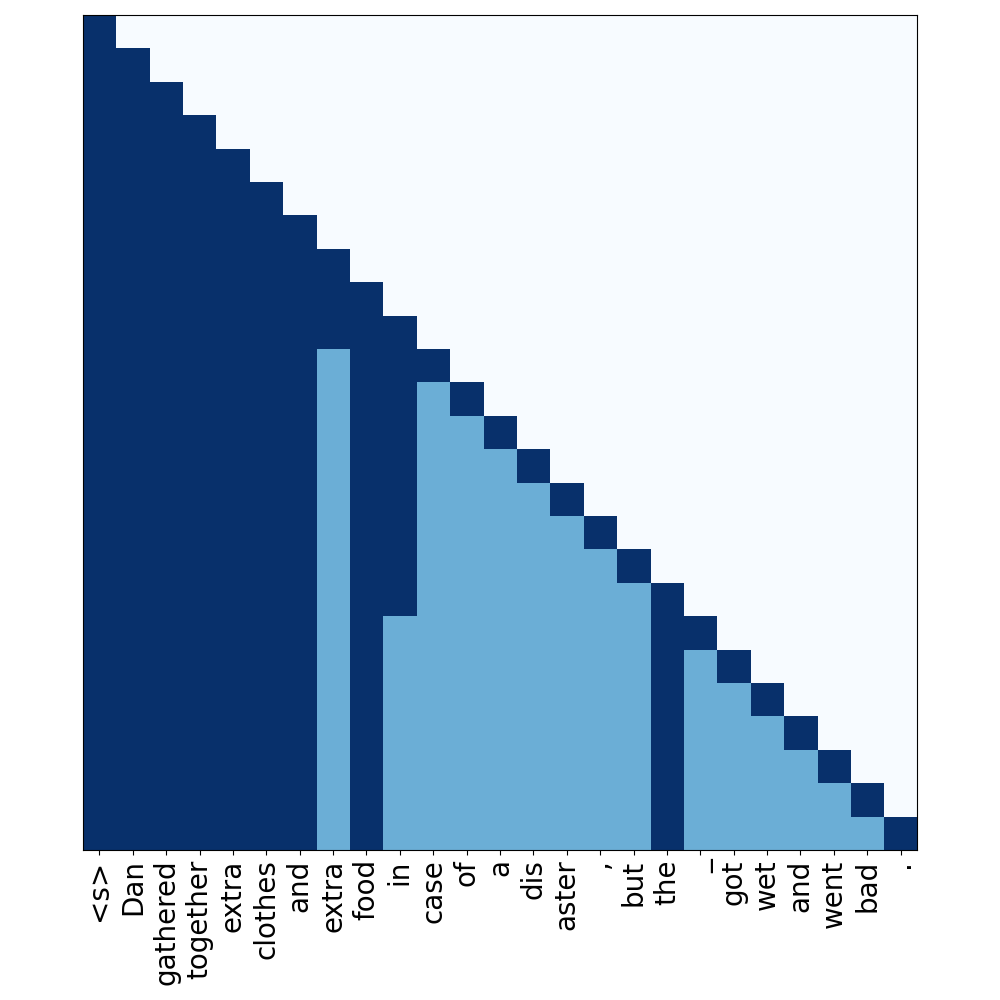 <s> Dan gathered together extra clothes and extra food in case of a dis aster , but the _ got wet and went bad .